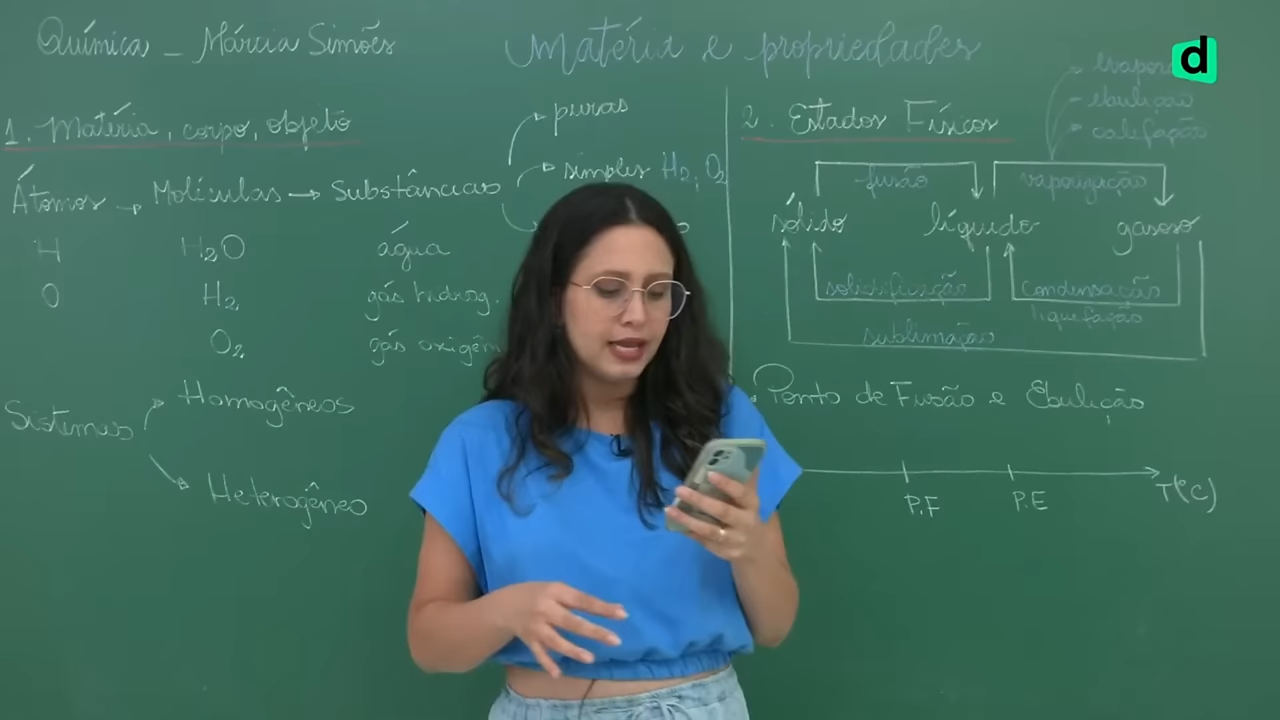 Química _ Márcia Simões
matéria e propriedades
d
1. Matéria, corpo, objeto
Átomos → Moléculas → Substâncias
puras
simples H2, O2
H H2O água
O H2 gás hidrog.
O2 gás oxigên
Sistemas
Homogêneos
Heterogêneo
2. Estados Físicos
- ebulição
- calefação
fusão vaporização
sólido líquido gasoso
solidificação condensação
liquefação
sublimação
Ponto de Fusão e Ebulição
P.F P.E T(°C)